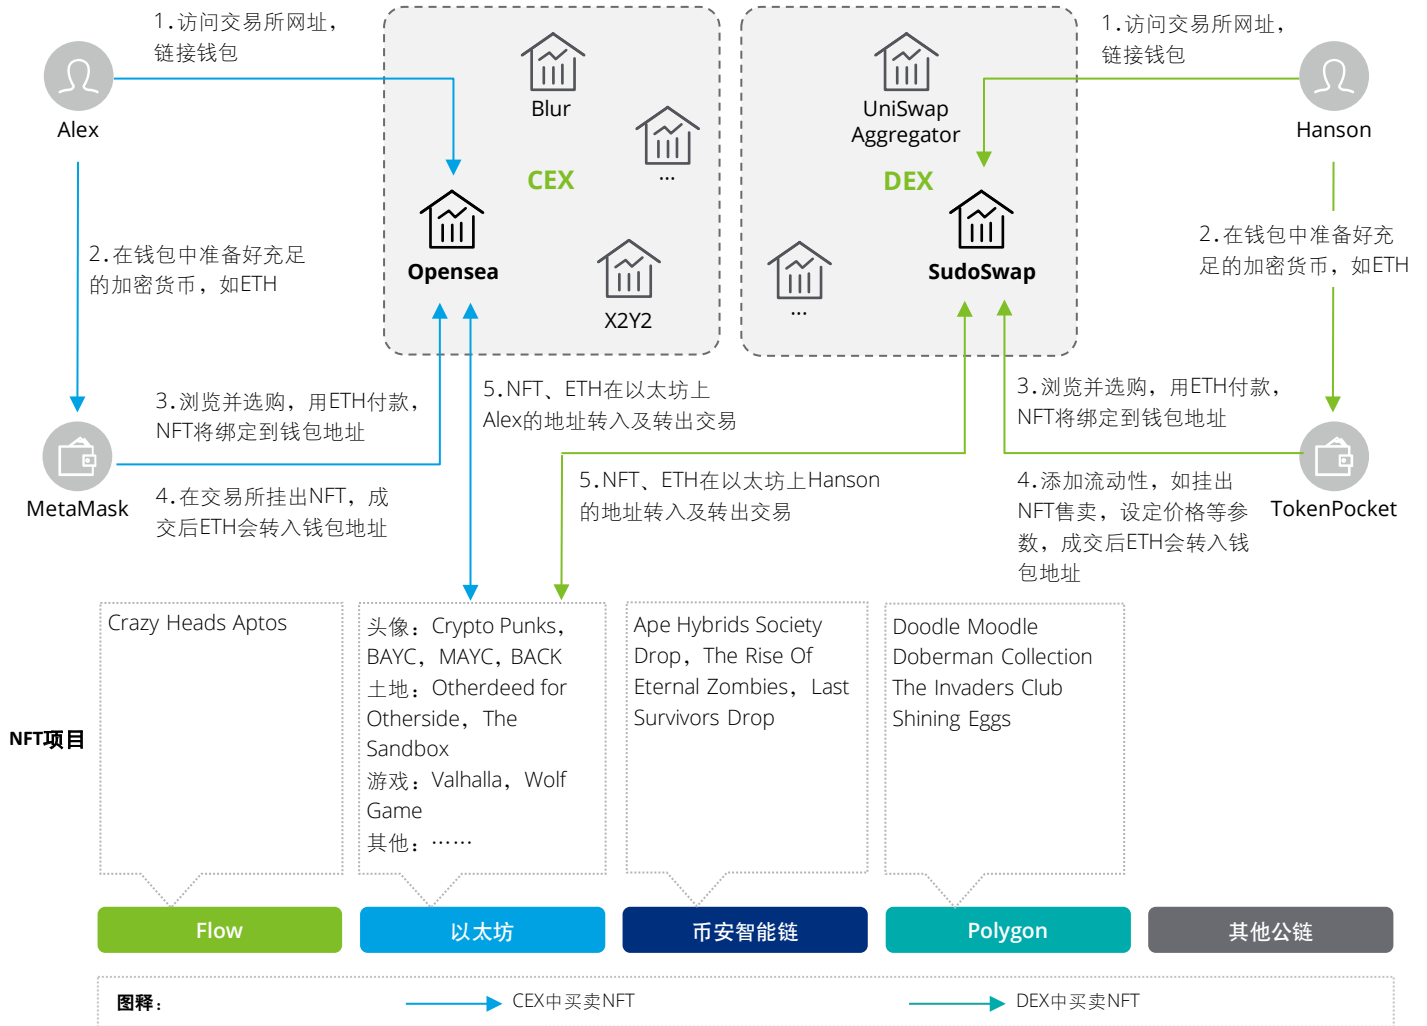 1.访问交易所网址，
链接钱包
Alex
2.在钱包中准备好充足
的加密货币，如ETH
Blur
...
CEX
Opensea
X2Y2
UniSwap
Aggregator
DEX
SudoSwap
...
1.访问交易所网址，
链接钱包
Hanson
2.在钱包中准备好充
足的加密货币，如ETH
3.浏览并选购，用ETH付款，
NFT将绑定到钱包地址
MetaMask
4.在交易所挂出NFT，成
交后ETH会转入钱包地址
5.NFT、ETH在以太坊上
Alex的地址转入及转出交易
5.NFT、ETH在以太坊上Hanson
的地址转入及转出交易
3.浏览并选购，用ETH付款，
NFT将绑定到钱包地址
4.添加流动性，如挂出
NFT售卖，设定价格等参
数，成交后ETH会转入钱
包地址
TokenPocket
NFT项目
Crazy Heads Aptos
头像：Crypto Punks，
BAYC，MAYC，BACK
土地：Otherdeed for
Otherside，The
Sandbox
游戏：Valhalla，Wolf
Game
其他：……
Ape Hybrids Society
Drop，The Rise Of
Eternal Zombies，Last
Survivors Drop
Doodle Moodle
Doberman Collection
The Invaders Club
Shining Eggs
Flow
以太坊
币安智能链
Polygon
其他公链
图释：
CEX中买卖NFT
DEX中买卖NFT